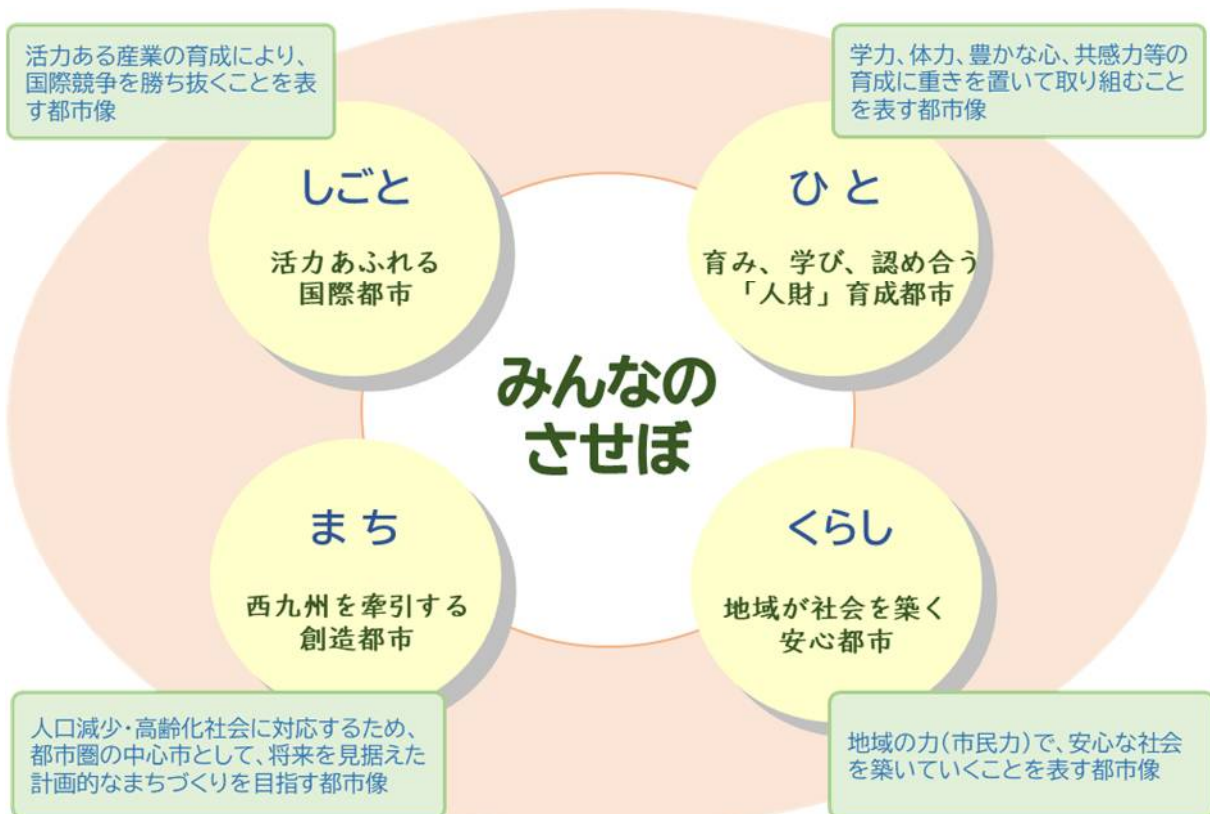 活力ある産業の育成により、
国際競争を勝ち抜くことを表
す都市像
しごと
活力あふれる
国際都市
学力、体力、豊かな心、共感力等の
育成に重きを置いて取り組むこと
を表す都市像
ひと
育み、学び、認め合う
「人財」育成都市
みんなの
させぼ
まち
西九州を牽引する
創造都市
人口減少・高齢化社会に対応するため、
都市圏の中心市として、将来を見据えた
計画的なまちづくりを目指す都市像
くらし
地域が社会を築く
安心都市
地域の力(市民力)で、安心な社会
を築いていくことを表す都市像